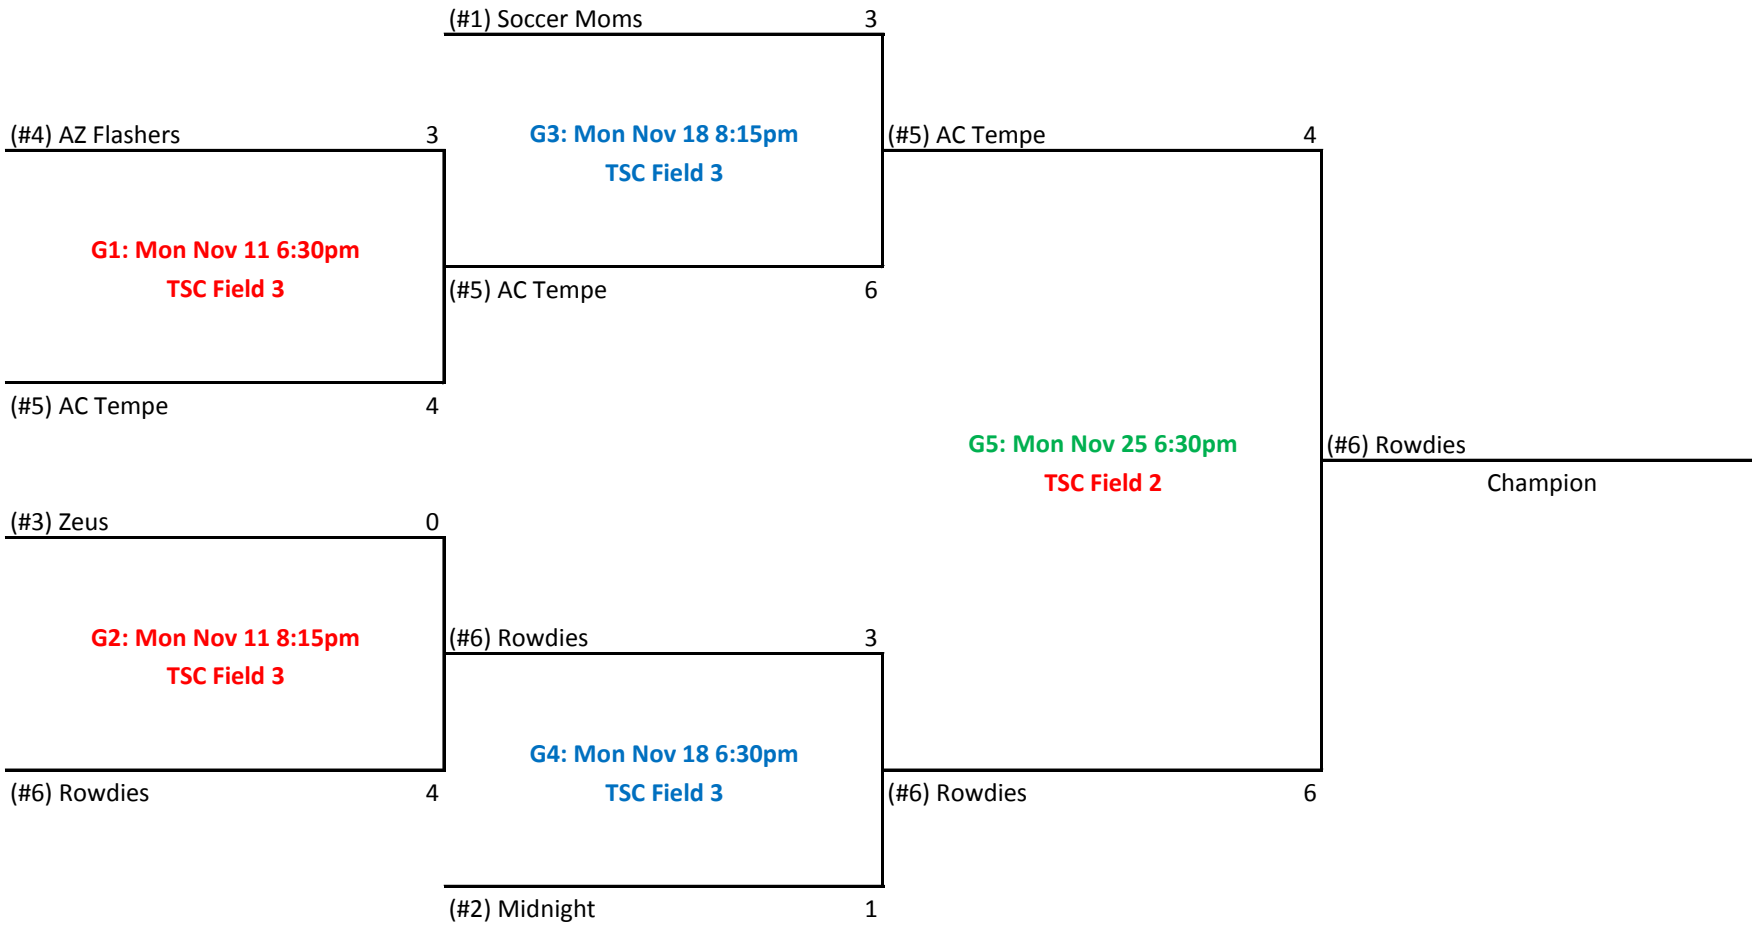 (#1) Soccer Moms 3
(#4) AZ Flashers 3
G3: Mon Nov 18 8:15pm
TSC Field 3
(#5) AC Tempe 4
G1: Mon Nov 11 6:30pm
TSC Field 3
(#5) AC Tempe 6
(#5) AC Tempe 4
G5: Mon Nov 25 6:30pm
TSC Field 2
(#6) Rowdies
Champion
(#3) Zeus 0
G2: Mon Nov 11 8:15pm
TSC Field 3
(#6) Rowdies 3
G4: Mon Nov 18 6:30pm
TSC Field 3
(#6) Rowdies 4
(#6) Rowdies 6
(#2) Midnight 1